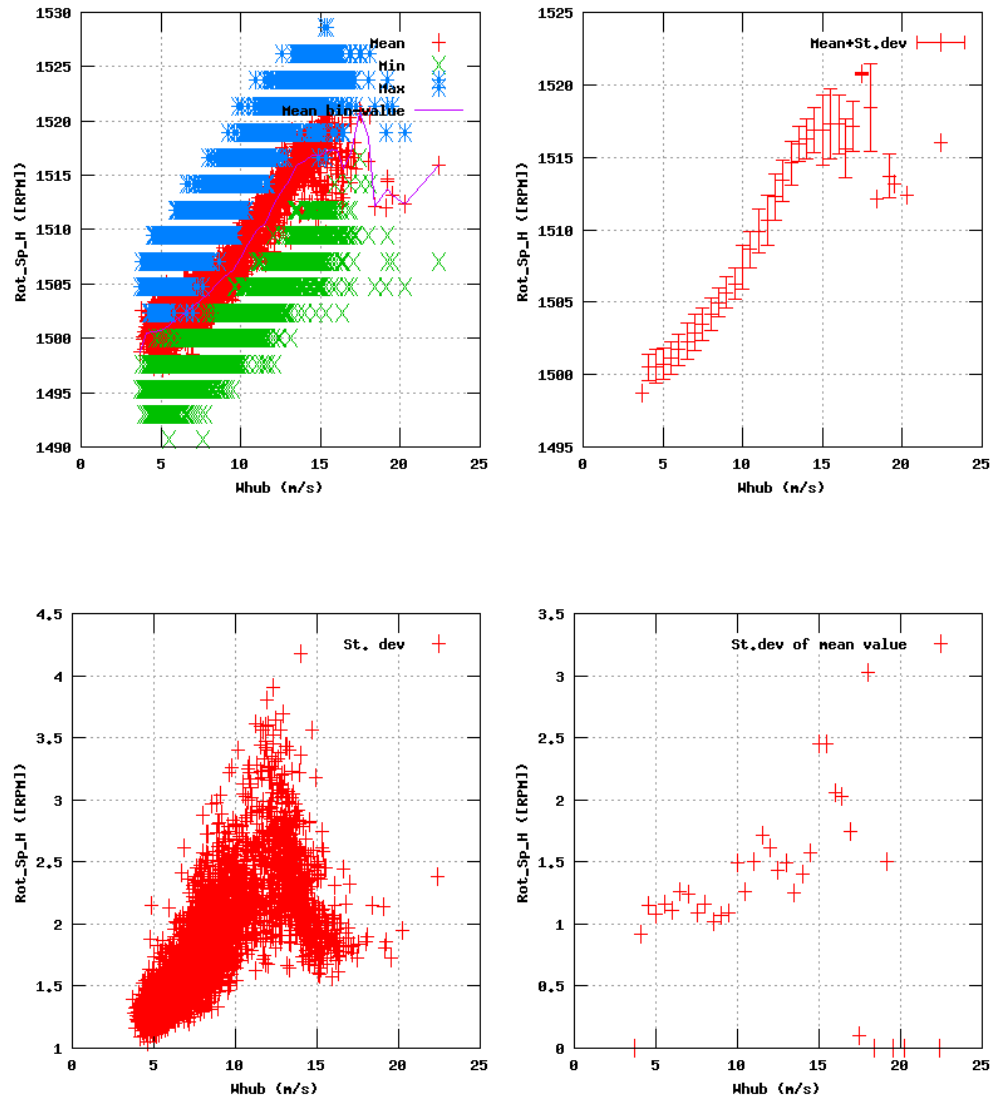 1530
1525
1520
1515
1510
1505
1500
1495
1490
Rot_Sp_H ([RPM])
Mean
Min
Max
Mean bin-value
0 5 10 15 20 25
Whub (m/s)
1525
1520
1515
1510
1505
1500
1495
Rot_Sp_H ([RPM])
Mean+St.dev
0 5 10 15 20 25
Whub (m/s)
4.5
4
3.5
3
2.5
2
1.5
1
Rot_Sp_H ([RPM])
St. dev
0 5 10 15 20 25
Whub (m/s)
3.5
3
2.5
2
1.5
1
0.5
0
Rot_Sp_H ([RPM])
St.dev of mean value
0 5 10 15 20 25
Whub (m/s)